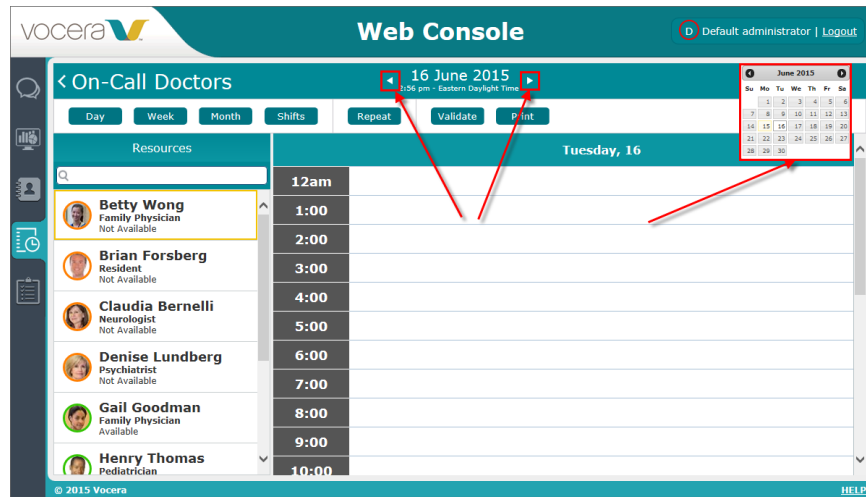 vocera
Web Console
D Default administrator | Logout
On-Call Doctors
16 June 2015
2:56 pm - Eastern Daylight Time
June 2015
Su Mo Tu We Th Fr Sa
1 2 3 4 5 6
7 8 9 10 11 12 13
14 15 16 17 18 19 20
21 22 23 24 25 26 27
28 29 30
Day Week Month Shifts Repeat Validate Print
Resources
Tuesday, 16
12am
1:00
2:00
3:00
4:00
5:00
6:00
7:00
8:00
9:00
10:00
Betty Wong
Family Physician
Not Available
Brian Forsberg
Resident
Not Available
Claudia Bernelli
Neurologist
Not Available
Denise Lundberg
Psychiatrist
Not Available
Gail Goodman
Family Physician
Available
Henry Thomas
Pediatrician
© 2015 Vocera
HELP